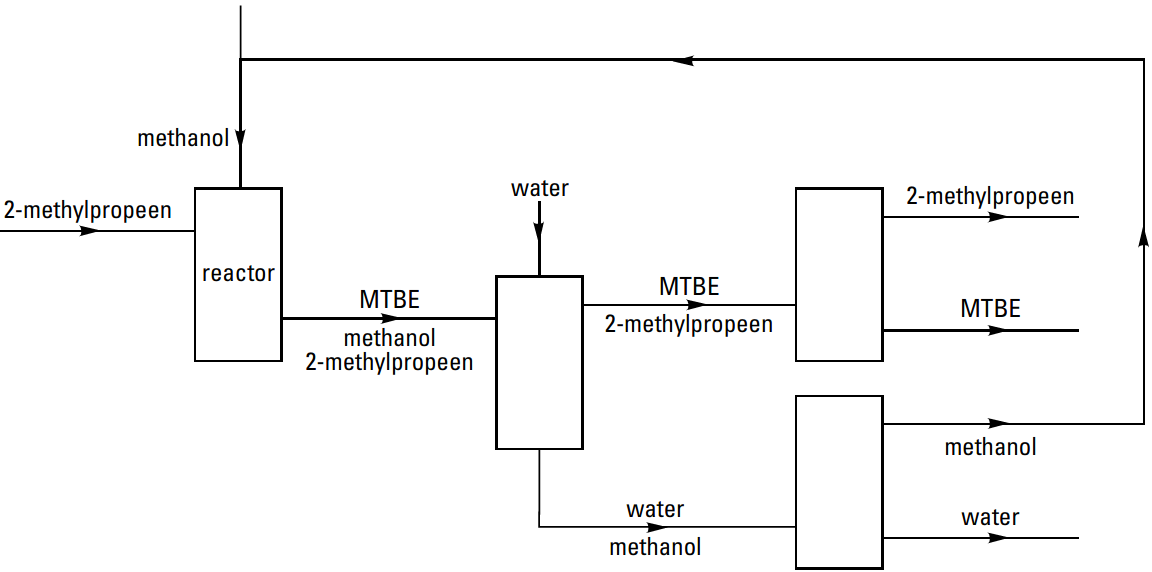 methanol
2-methylpropeen
reactor
MTBE
methanol
2-methylpropeen
water
MTBE
2-methylpropeen
water
methanol
2-methylpropeen
MTBE
methanol
water